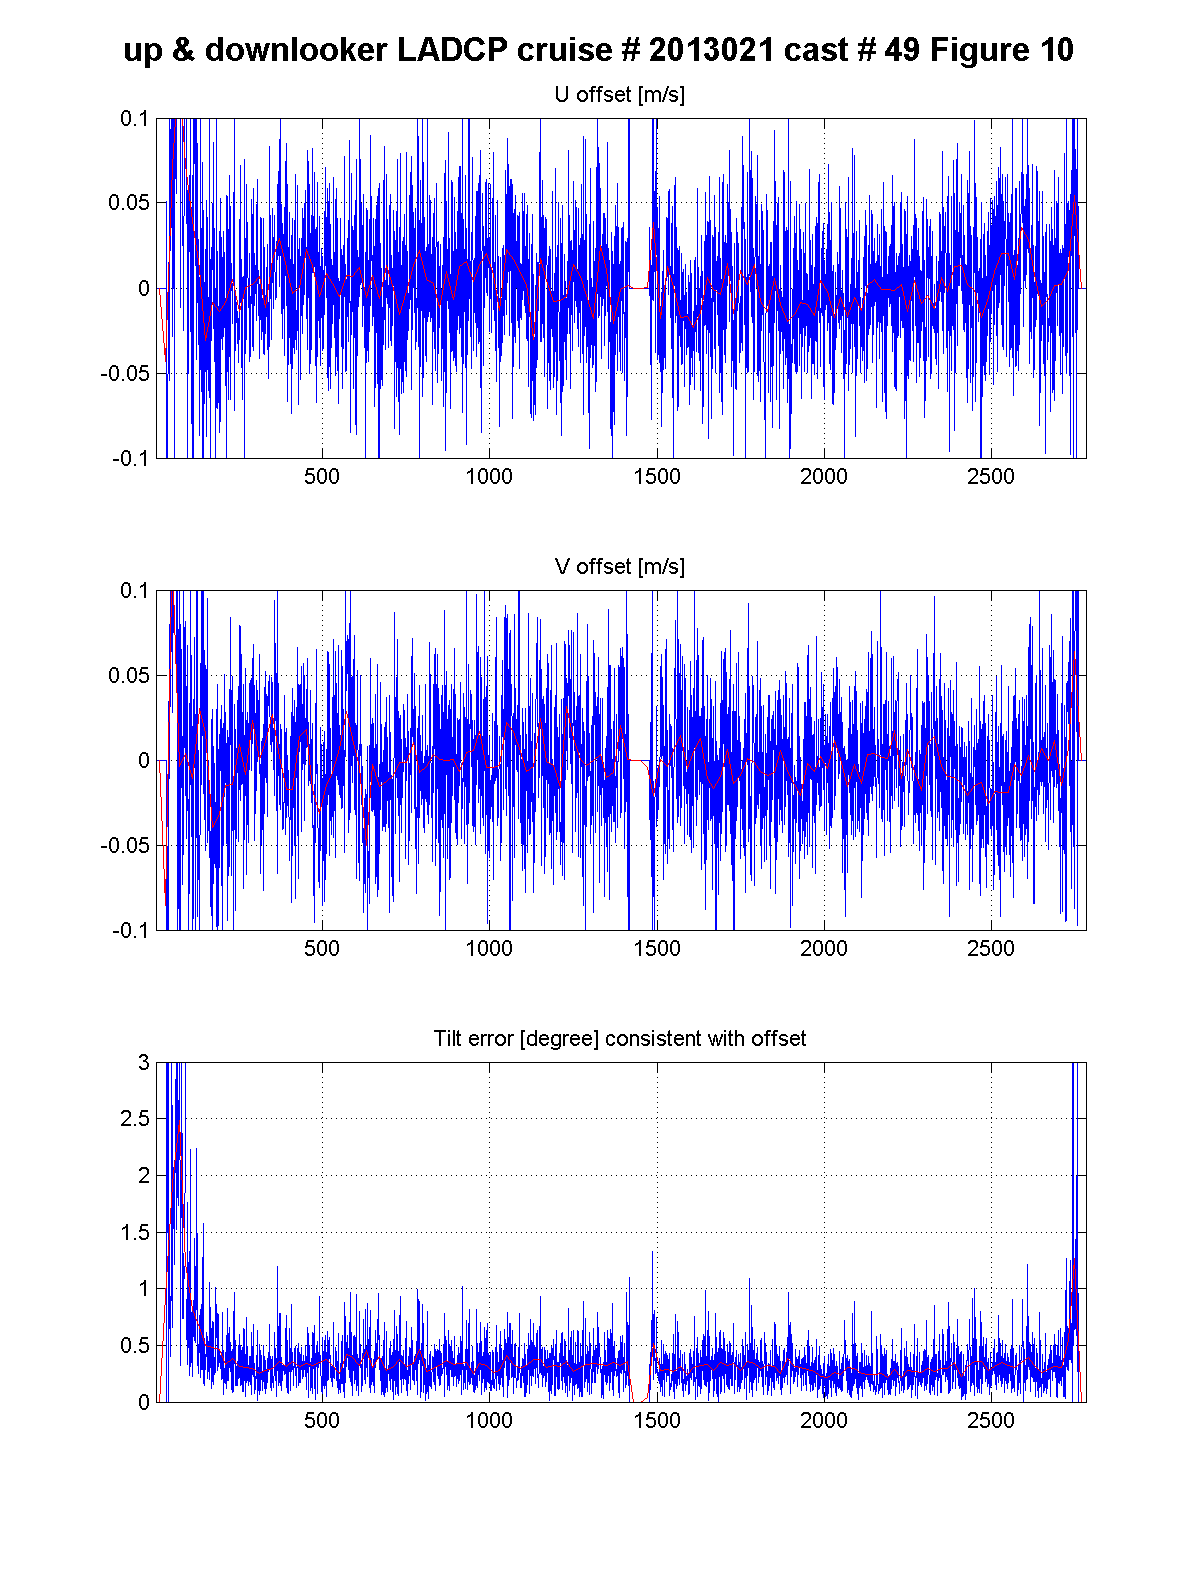 up & downlooker LADCP cruise # 2013021 cast # 49 Figure 10
U offset [m/s]
0.1
0.05
0
-0.05
-0.1
500 1000 1500 2000 2500
V offset [m/s]
0.1
0.05
0
-0.05
-0.1
500 1000 1500 2000 2500
Tilt error [degree] consistent with offset
3
2.5
2
1.5
1
0.5
0
500 1000 1500 2000 2500